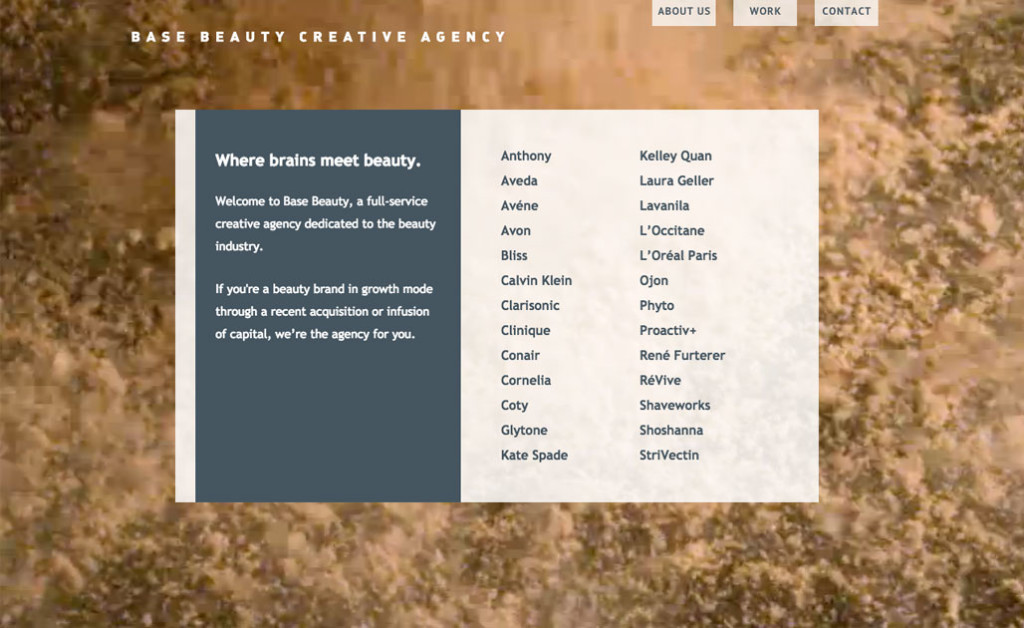 ABOUT US
WORK
CONTACT
BASE BEAUTY CREATIVE AGENCY
Where brains meet beauty.
Welcome to Base Beauty, a full-service
creative agency dedicated to the beauty
industry.
If you're a beauty brand in growth mode
through a recent acquisition or infusion
of capital, we're the agency for you.
Anthony
Aveda
Avéne
Avon
Bliss
Calvin Klein
Clarisonic
Clinique
Conair
Cornelia
Coty
Glytone
Kate Spade
Kelley Quan
Laura Geller
Lavanila
L’Occitane
L’Oréal Paris
Ojon
Phyto
Proactiv+
René Furterer
RéVive
Shaveworks
Shoshanna
StriVectin